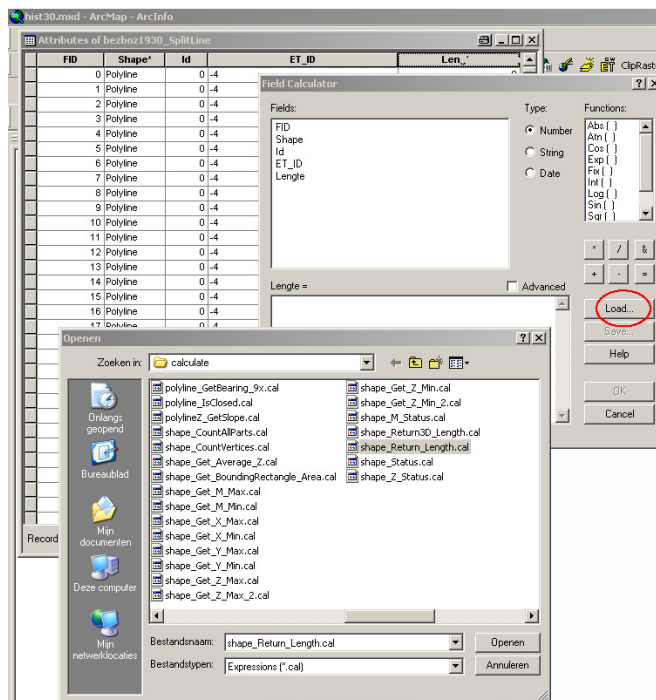 hist30.mxd - ArcMap - ArcInfo
Attributes of bezboz1930_SplitLine
FID Shape* Id ET_ID Len
0 Polyline 0 -4
1 Polyline 0 -4
2 Polyline 0 -4
3 Polyline 0 -4
4 Polyline 0 -4
5 Polyline 0 -4
6 Polyline 0 -4
7 Polyline 0 -4
8 Polyline 0 -4
9 Polyline 0 -4
10 Polyline 0 -4
11 Polyline 0 -4
12 Polyline 0 -4
13 Polyline 0 -4
14 Polyline 0 -4
15 Polyline 0 -4
16 Polyline 0 -4
17 Polyline 0 -4
Record
ET ClipRast
Field Calculator
Fields:
FID
Shape
Id
ET_ID
Lengte
Type:
Number
String
Date
Functions:
Abs ( )
Atn ( )
Cos ( )
Exp ( )
Fix ( )
Int ( )
Log ( )
Sin ( )
Sqr ( )
* / &
+ - =
Lengte =
Advanced
Load...
Save...
Help
OK
Cancel
Openen
Zoeken in: calculate
Onlangs
geopend
Bureaublad
Mijn
documenten
Deze computer
Mijn
netwerklocaties
polyline_GetBearing_9x.cal
polyline_IsClosed.cal
polylineZ_GetSlope.cal
shape_CountAllParts.cal
shape_CountVertices.cal
shape_Get_Average_Z.cal
shape_Get_BoundingRectangle_Area.cal
shape_Get_M_Max.cal
shape_Get_M_Min.cal
shape_Get_X_Max.cal
shape_Get_X_Min.cal
shape_Get_Y_Max.cal
shape_Get_Y_Min.cal
shape_Get_Z_Max.cal
shape_Get_Z_Max_2.cal
shape_Get_Z_Min.cal
shape_Get_Z_Min_2.cal
shape_M_Status.cal
shape_Return3D_Length.cal
shape_Return_Length.cal
shape_Status.cal
shape_Z_Status.cal
Bestandsnaam: shape_Return_Length.cal Openen
Bestandstypen: Expressions (*.cal) Annuleren